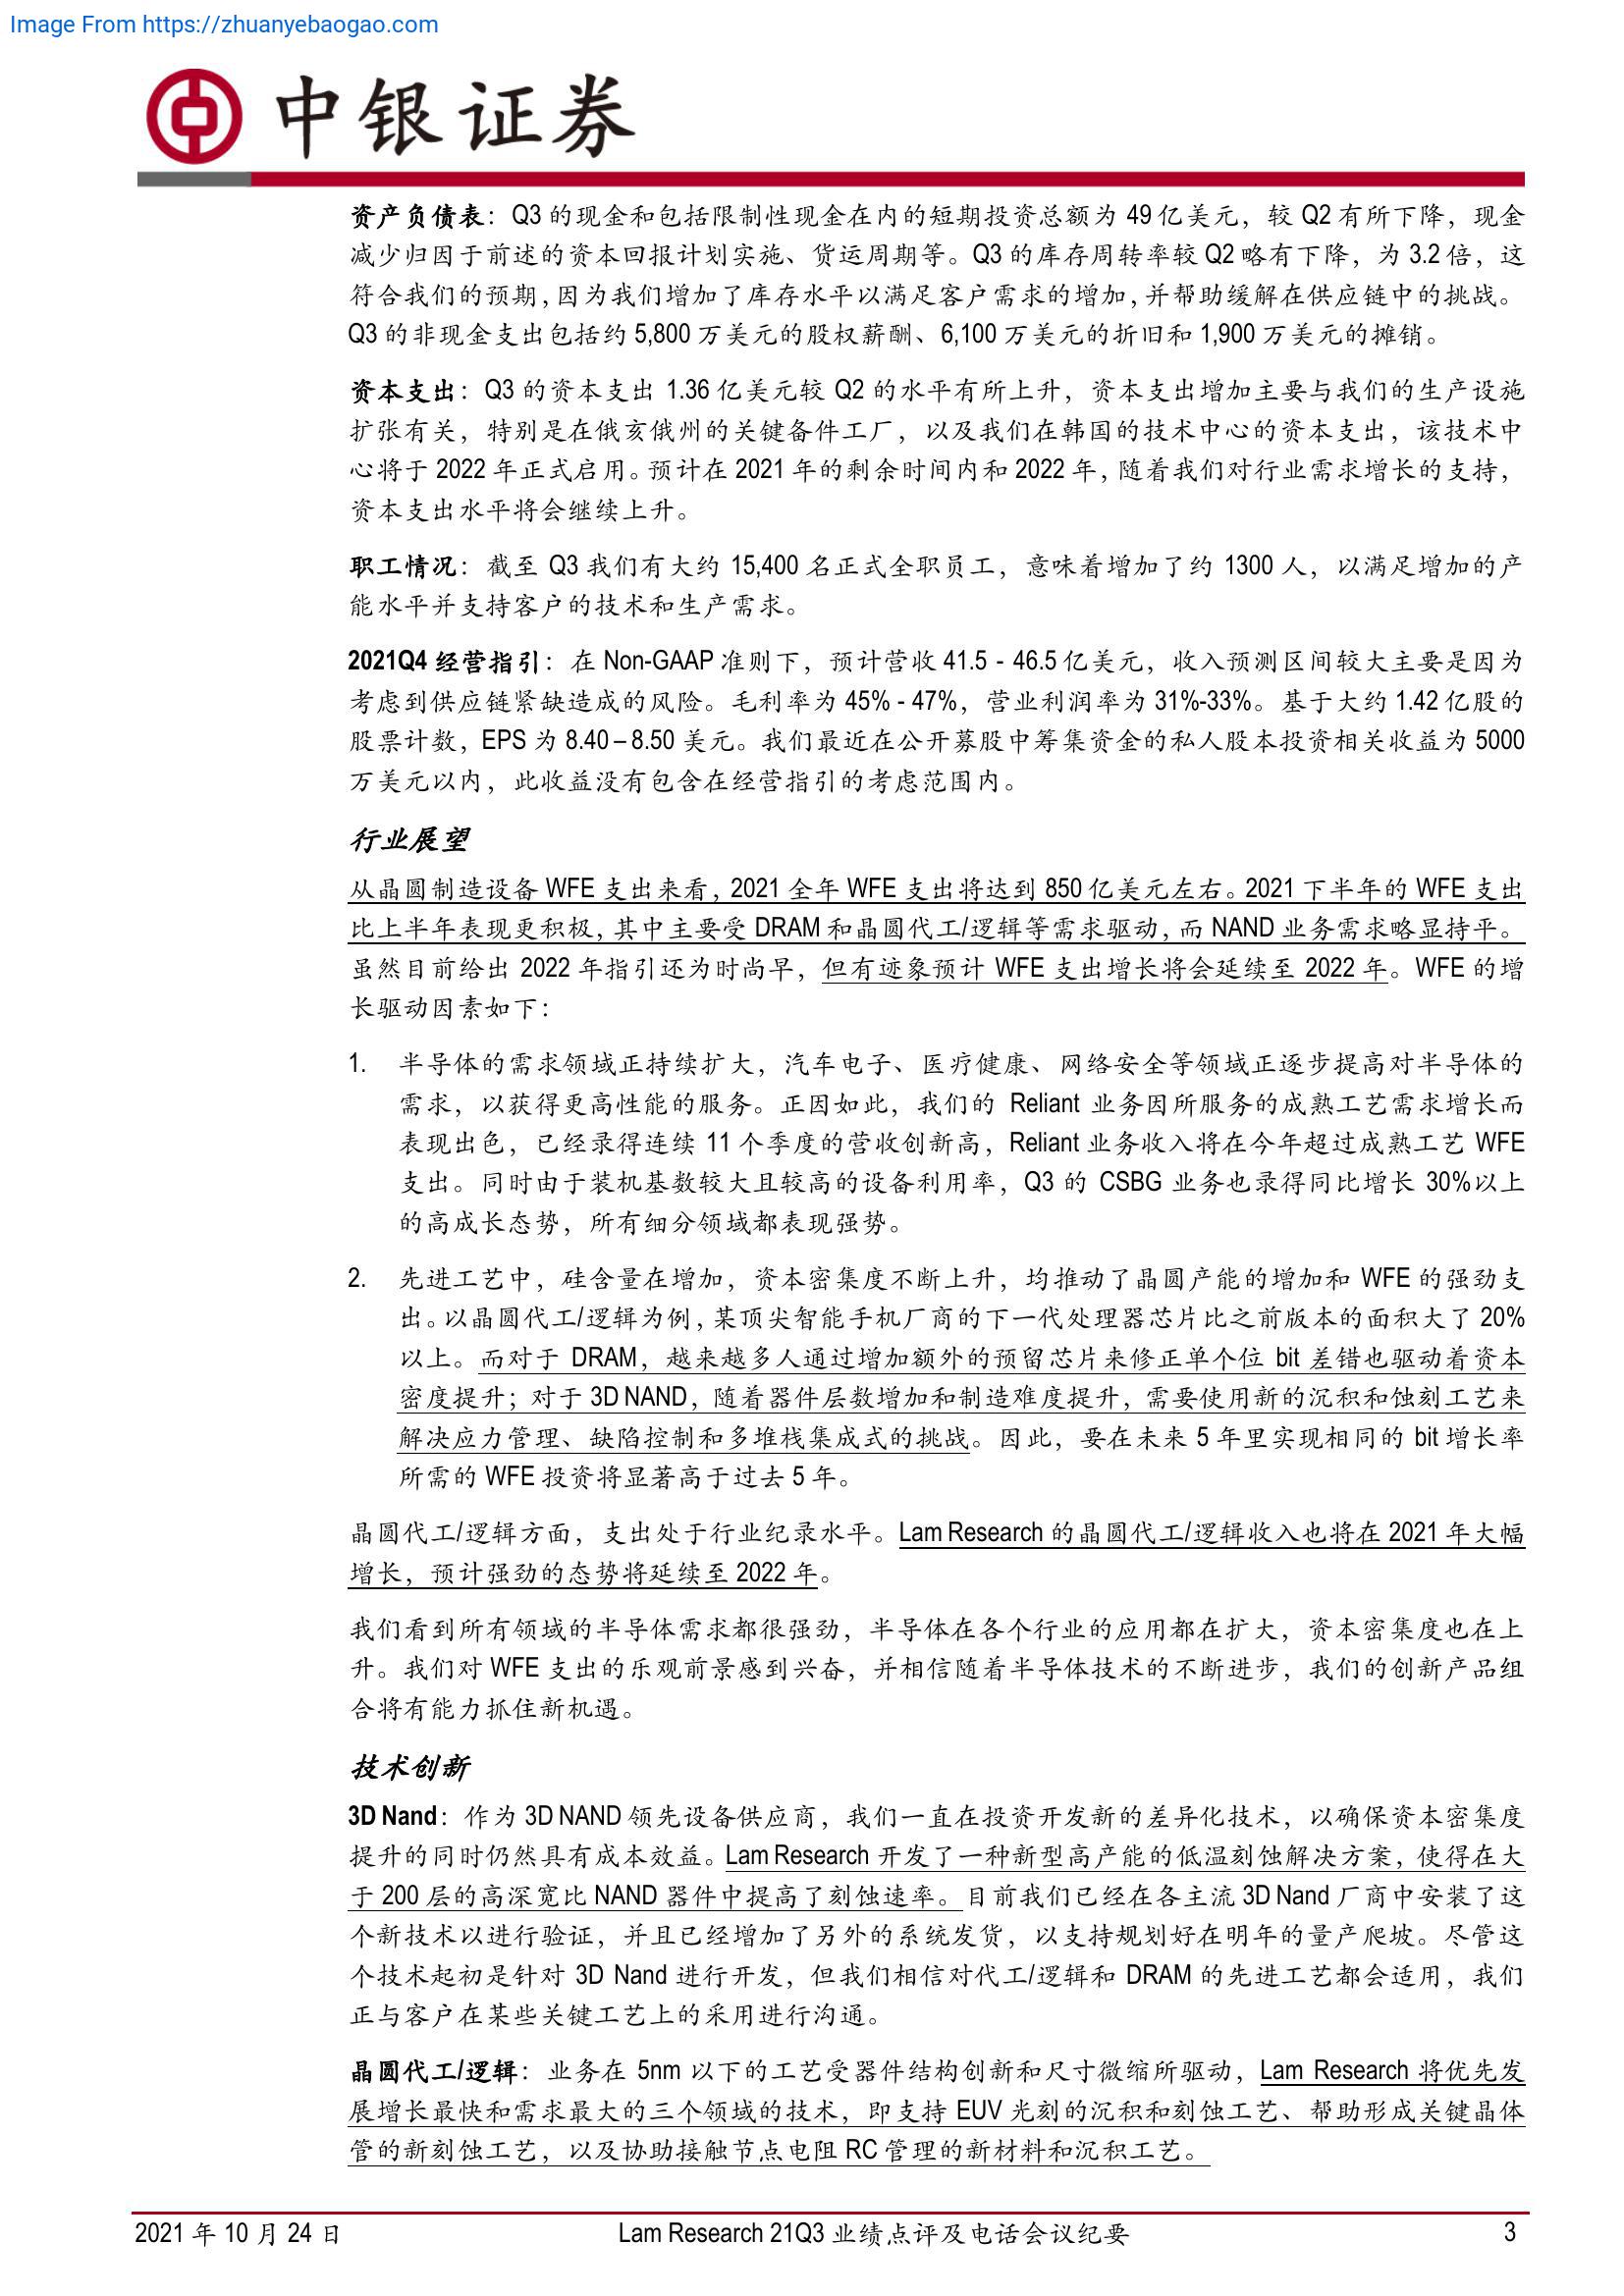 Image From https://zhuanyebaogao.com
中银证券
资产负债表：Q3 的现金和包括限制性现金在内的短期投资总额为 49 亿美元，较 Q2 有所下降，现金
减少归因于前述的资本回报计划实施、货运周期等。Q3 的库存周转率较 Q2 略有下降，为 3.2 倍，这
符合我们的预期，因为我们增加了库存水平以满足客户需求的增加，并帮助缓解在供应链中的挑战。
Q3 的非现金支出包括约 5,800 万美元的股权薪酬、6,100 万美元的折旧和 1,900 万美元的摊销。
资本支出：Q3 的资本支出 1.36 亿美元较 Q2 的水平有所上升，资本支出增加主要与我们的生产设施
扩张有关，特别是在俄亥俄州的关键备件工厂，以及我们在韩国的技术中心的资本支出，该技术中
心将于 2022 年正式启用。预计在 2021 年的剩余时间内和 2022 年，随着我们对行业需求增长的支持，
资本支出水平将会继续上升。
职工情况：截至 Q3 我们有大约 15,400 名正式全职员工，意味着增加了约 1300 人，以满足增加的产
能水平并支持客户的技术和生产需求。
2021Q4 经营指引：在 Non-GAAP 准则下，预计营收 41.5 - 46.5 亿美元，收入预测区间较大主要是因为
考虑到供应链紧缺造成的风险。毛利率为 45% - 47%，营业利润率为 31%-33%。基于大约 1.42 亿股的
股票计数，EPS 为 8.40 – 8.50 美元。我们最近在公开募股中筹集资金的私人股本投资相关收益为 5000
万美元以内，此收益没有包含在经营指引的考虑范围内。
行业展望
从晶圆制造设备 WFE 支出来看，2021 全年 WFE 支出将达到 850 亿美元左右。2021 下半年的 WFE 支出
比上半年表现更积极，其中主要受 DRAM 和晶圆代工/逻辑等需求驱动，而 NAND 业务需求略显持平。
虽然目前给出 2022 年指引还为时尚早，但有迹象预计 WFE 支出增长将会延续至 2022 年。WFE 的增
长驱动因素如下：
1. 半导体的需求领域正持续扩大，汽车电子、医疗健康、网络安全等领域正逐步提高对半导体的
需求，以获得更高性能的服务。正因如此，我们的 Reliant 业务因所服务的成熟工艺需求增长而
表现出色，已经录得连续 11 个季度的营收创新高，Reliant 业务收入将在今年超过成熟工艺 WFE
支出。同时由于装机基数较大且较高的设备利用率，Q3 的 CSBG 业务也录得同比增长 30%以上
的高成长态势，所有细分领域都表现强势。
2. 先进工艺中，硅含量在增加，资本密集度不断上升，均推动了晶圆产能的增加和 WFE 的强劲支
出。以晶圆代工/逻辑为例，某顶尖智能手机厂商的下一代处理器芯片比之前版本的面积大了 20%
以上。而对于 DRAM，越来越多人通过增加额外的预留芯片来修正单个位 bit 差错也驱动着资本
密度提升；对于 3D NAND，随着器件层数增加和制造难度提升，需要使用新的沉积和蚀刻工艺来
解决应力管理、缺陷控制和多堆栈集成式的挑战。因此，要在未来 5 年里实现相同的 bit 增长率
所需的 WFE 投资将显著高于过去 5 年。
晶圆代工/逻辑方面，支出处于行业纪录水平。Lam Research 的晶圆代工/逻辑收入也将在 2021 年大幅
增长，预计强劲的态势将延续至 2022 年。
我们看到所有领域的半导体需求都很强劲，半导体在各个行业的应用都在扩大，资本密集度也在上
升。我们对 WFE 支出的乐观前景感到兴奋，并相信随着半导体技术的不断进步，我们的创新产品组
合将有能力抓住新机遇。
技术创新
3D Nand：作为 3D NAND 领先设备供应商，我们一直在投资开发新的差异化技术，以确保资本密集度
提升的同时仍然具有成本效益。Lam Research 开发了一种新型高产能的低温刻蚀解决方案，使得在大
于 200 层的高深宽比 NAND 器件中提高了刻蚀速率。目前我们已经在各主流 3D Nand 厂商中安装了这
个新技术以进行验证，并且已经增加了另外的系统发货，以支持规划好在明年的量产爬坡。尽管这
个技术起初是针对 3D Nand 进行开发，但我们相信对代工/逻辑和 DRAM 的先进工艺都会适用，我们
正与客户在某些关键工艺上的采用进行沟通。
晶圆代工/逻辑：业务在 5nm 以下的工艺受器件结构创新和尺寸微缩所驱动，Lam Research 将优先发
展增长最快和需求最大的三个领域的技术，即支持 EUV 光刻的沉积和刻蚀工艺、帮助形成关键晶体
管的新刻蚀工艺，以及协助接触节点电阻 RC 管理的新材料和沉积工艺。
2021 年 10 月 24 日 Lam Research 21Q3 业绩点评及电话会议纪要 3